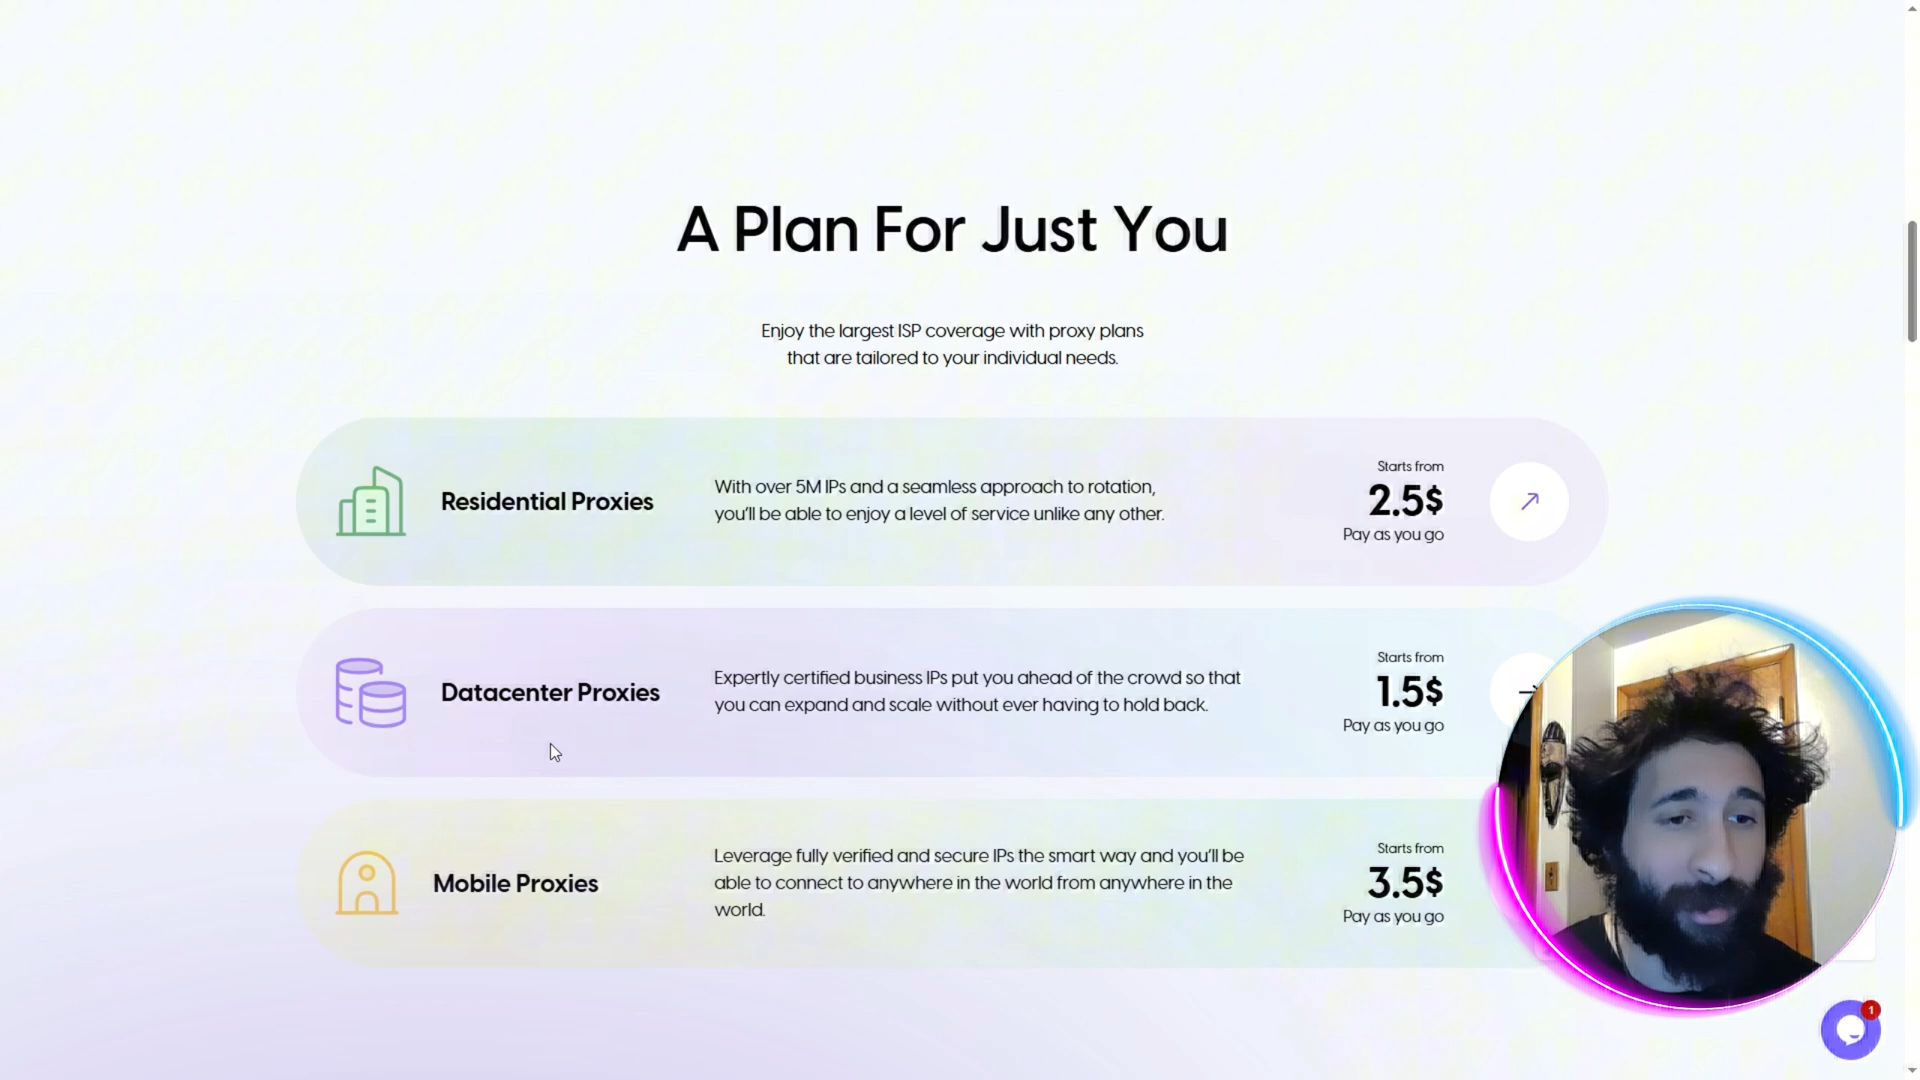 A Plan For Just You
Enjoy the largest ISP coverage with proxy plans
that are tailored to your individual needs.
Residential Proxies
With over 5M IPs and a seamless approach to rotation,
you'll be able to enjoy a level of service unlike any other.
Starts from
2.5$
Pay as you go
Datacenter Proxies
Expertly certified business IPs put you ahead of the crowd so that
you can expand and scale without ever having to hold back.
Starts from
1.5$
Pay as you go
Mobile Proxies
Leverage fully verified and secure IPs the smart way and you'll be
able to connect to anywhere in the world from anywhere in the
world.
Starts from
3.5$
Pay as you go
1